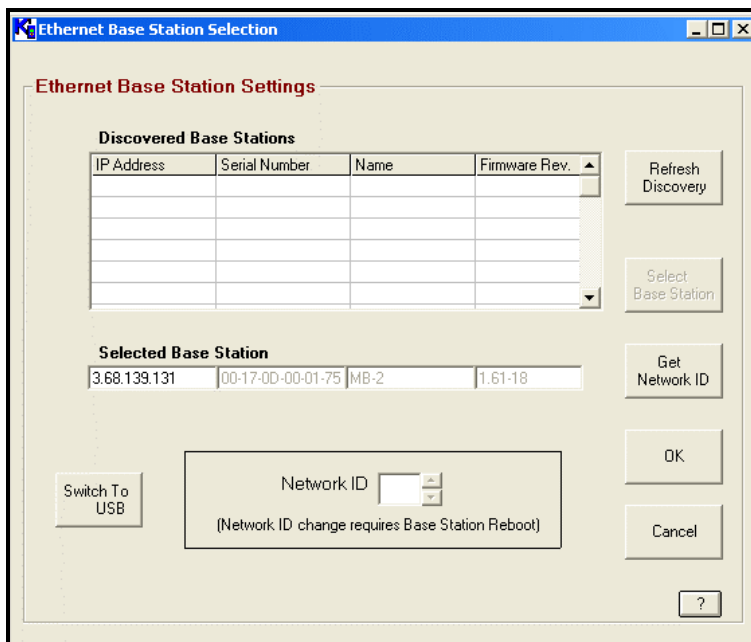 Ethernet Base Station Selection
Ethernet Base Station Settings
Discovered Base Stations
IP Address Serial Number Name Firmware Rev.
Refresh
Discovery
Select
Base Station
Selected Base Station
3.68.139.131 00-17-0D-00-01-75 MB-2 1.61-18
Get
Network ID
OK
Switch To
USB
Network ID
(Network ID change requires Base Station Reboot)
Cancel
?